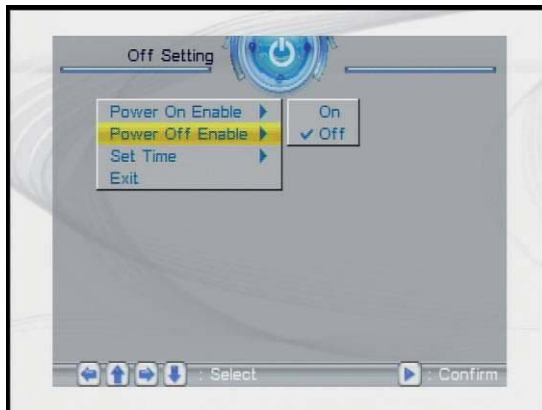 Off Setting
Power On Enable
Power Off Enable
Set Time
Exit
On
Off
: Select
: Confirm